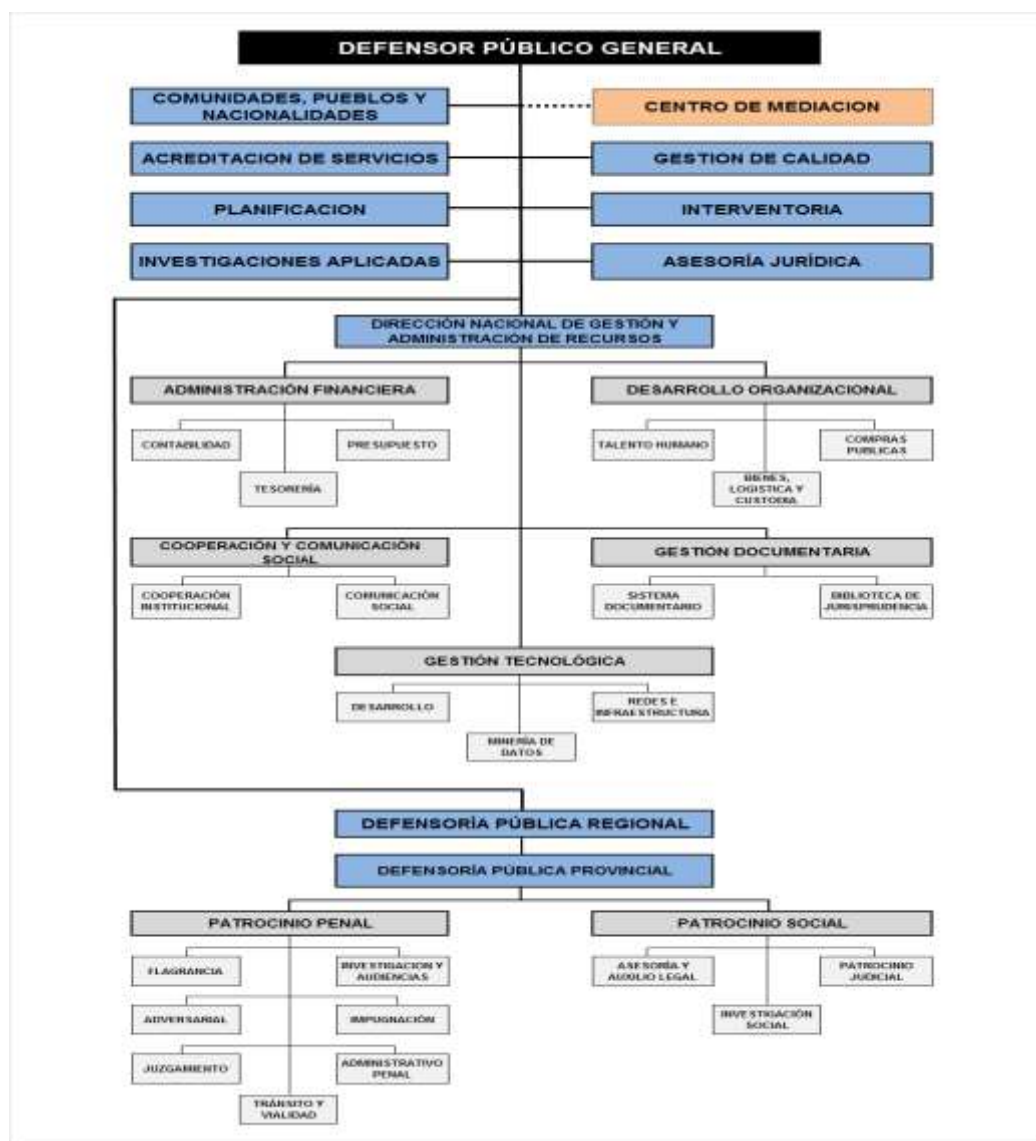 DEFENSOR PÚBLICO GENERAL
COMUNIDADES, PUEBLOS Y
NACIONALIDADES
CENTRO DE MEDIACION
ACREDITACION DE SERVICIOS
GESTION DE CALIDAD
PLANIFICACION
INTERVENTORIA
INVESTIGACIONES APLICADAS
ASESORÍA JURÍDICA
DIRECCIÓN NACIONAL DE GESTIÓN Y
ADMINISTRACIÓN DE RECURSOS
ADMINISTRACIÓN FINANCIERA
DESARROLLO ORGANIZACIONAL
CONTABILIDAD
PRESUPUESTO
TESORERÍA
TALENTO HUMANO
COMPRAS
PUBLICAS
BIENES,
LOGISTICA Y
CUSTODIA
COOPERACIÓN Y COMUNICACIÓN
SOCIAL
GESTIÓN DOCUMENTARIA
COOPERACIÓN
INSTITUCIONAL
COMUNICACIÓN
SOCIAL
SISTEMA
DOCUMENTARIO
BIBLIOTECA DE
JURISPRUDENCIA
GESTIÓN TECNOLÓGICA
DESARROLLO
REDES E
INFRAESTRUCTURA
MINERÍA DE
DATOS
DEFENSORÍA PÚBLICA REGIONAL
DEFENSORÍA PÚBLICA PROVINCIAL
PATROCINIO PENAL
PATROCINIO SOCIAL
FLAGRANCIA
INVESTIGACION Y
AUDIENCIAS
ADVERSARIAL
IMPUGNACIÓN
JUZGAMIENTO
ADMINISTRATIVO
PENAL
TRÁNSITO Y
VIALIDAD
ASESORÍA Y
AUXILIO LEGAL
PATROCINIO
JUDICIAL
INVESTIGACIÓN
SOCIAL